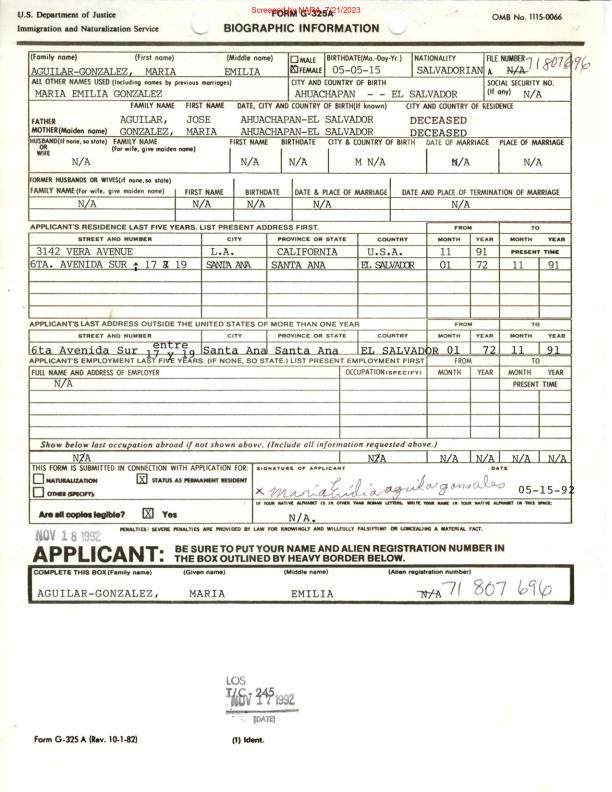 Screened by NARA, 7/21/2023
U.S. Department of Justice
FORM G-325A
OMB No. 1115-0066
Immigration and Naturalization Service
BIOGRAPHIC INFORMATION
(Family name) (First name) (Middle name) MALE BIRTHDATE(Mo.-Day-Yr.) NATIONALITY FILE NUMBER
AGUILAR-GONZALEZ, MARIA EMILIA X FEMALE 05-05-15 SALVADORIAN A N/A 71807696
ALL OTHER NAMES USED (Including names by previous marriages) CITY AND COUNTRY OF BIRTH SOCIAL SECURITY NO.
MARIA EMILIA GONZALEZ AHUACHAPAN - - EL SALVADOR (If any) N/A
FAMILY NAME FIRST NAME DATE, CITY AND COUNTRY OF BIRTH(If known) CITY AND COUNTRY OF RESIDENCE
FATHER AGUILAR, JOSE AHUACHAPAN-EL SALVADOR DECEASED
MOTHER(Maiden name) GONZALEZ, MARIA AHUACHAPAN-EL SALVADOR DECEASED
HUSBAND(If none, so state) FAMILY NAME FIRST NAME BIRTHDATE CITY & COUNTRY OF BIRTH DATE OF MARRIAGE PLACE OF MARRIAGE
OR (For wife, give maiden name)
WIFE
N/A N/A N/A M N/A N/A N/A
FORMER HUSBANDS OR WIVES(if none, so state)
FAMILY NAME (For wife, give maiden name) FIRST NAME BIRTHDATE DATE & PLACE OF MARRIAGE DATE AND PLACE OF TERMINATION OF MARRIAGE
N/A N/A N/A N/A N/A
APPLICANT'S RESIDENCE LAST FIVE YEARS. LIST PRESENT ADDRESS FIRST. FROM TO
STREET AND NUMBER CITY PROVINCE OR STATE COUNTRY MONTH YEAR MONTH YEAR
3142 VERA AVENUE L.A. CALIFORNIA U.S.A. 11 91 PRESENT TIME
6TA. AVENIDA SUR 17 & 19 SANTA ANA SANTA ANA EL SALVADOR 01 72 11 91
APPLICANT'S LAST ADDRESS OUTSIDE THE UNITED STATES OF MORE THAN ONE YEAR FROM TO
STREET AND NUMBER CITY PROVINCE OR STATE COUNTRY MONTH YEAR MONTH YEAR
6ta Avenida Sur entre 17 y 19 Santa Ana Santa Ana EL SALVADOR 01 72 11 91
APPLICANT'S EMPLOYMENT LAST FIVE YEARS. (IF NONE, SO STATE.) LIST PRESENT EMPLOYMENT FIRST FROM TO
FULL NAME AND ADDRESS OF EMPLOYER OCCUPATION (SPECIFY) MONTH YEAR MONTH YEAR
N/A PRESENT TIME
Show below last occupation abroad if not shown above. (Include all information requested above.)
N/A N/A N/A N/A N/A N/A
THIS FORM IS SUBMITTED IN CONNECTION WITH APPLICATION FOR: SIGNATURE OF APPLICANT DATE
NATURALIZATION X STATUS AS PERMANENT RESIDENT
OTHER (SPECIFY):
x Maria Emilia aguilar gonsales 05-15-92
IF YOUR NATIVE ALPHABET IS IN OTHER THAN ROMAN LETTERS, WRITE YOUR NAME IN YOUR NATIVE ALPHABET IN THIS SPACE:
Are all copies legible? X Yes
N/A.
PENALTIES: SEVERE PENALTIES ARE PROVIDED BY LAW FOR KNOWINGLY AND WILLFULLY FALSIFYING OR CONCEALING A MATERIAL FACT.
NOV 18 1992
APPLICANT: BE SURE TO PUT YOUR NAME AND ALIEN REGISTRATION NUMBER IN
THE BOX OUTLINED BY HEAVY BORDER BELOW.
COMPLETE THIS BOX (Family name) (Given name) (Middle name) (Alien registration number)
AGUILAR-GONZALEZ, MARIA EMILIA N/A 71 807 696
LOS
T/C-245
NOV 17 1992
(DATE)
Form G-325 A (Rev. 10-1-82)
(1) Ident.